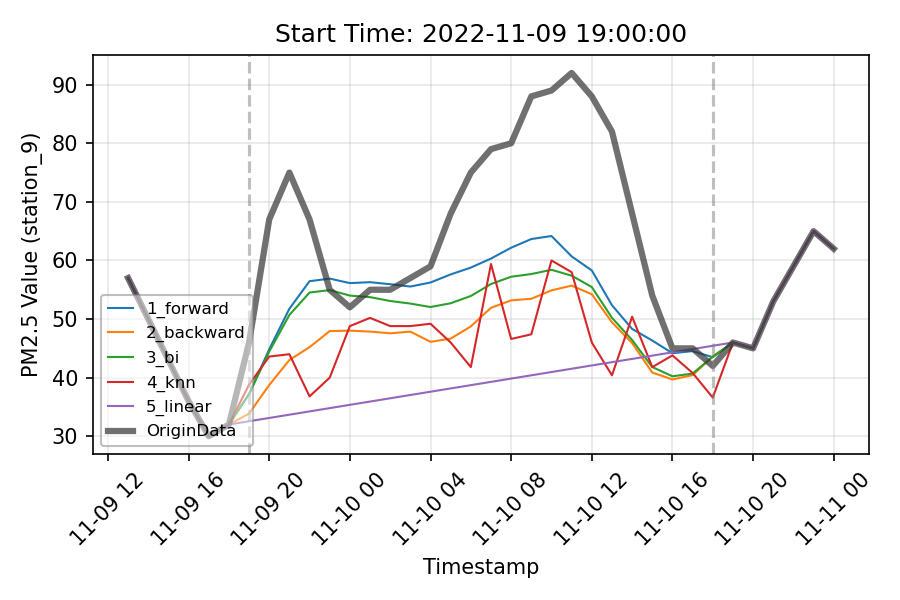 Start Time: 2022-11-09 19:00:00
PM2.5 Value (station_9)
90
80
70
60
50
40
30
1_forward
2_backward
3_bi
4_knn
5_linear
OriginData
11-09 12
11-09 16
11-09 20
11-10 00
11-10 04
11-10 08
11-10 12
11-10 16
11-10 20
11-11 00
Timestamp